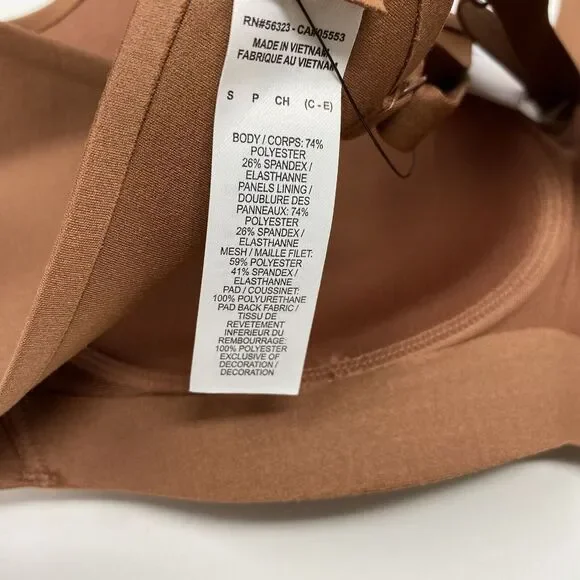 RN#56323 - CA#05553
MADE IN VIETNAM
FABRIQUE AU VIETNAM
S P CH (C - E)
BODY / CORPS: 74%
POLYESTER
26% SPANDEX /
ELASTHANNE
PANELS LINING /
DOUBLURE DES
PANNEAUX: 74%
POLYESTER
26% SPANDEX /
ELASTHANNE
MESH / MAILLE FILET:
59% POLYESTER
41% SPANDEX /
ELASTHANNE
PAD / COUSSINET:
100% POLYURETHANE
PAD BACK FABRIC /
TISSU DE
REVETEMENT
INFERIEUR DU
REMBOURRAGE:
100% POLYESTER
EXCLUSIVE OF
DECORATION /
DECORATION